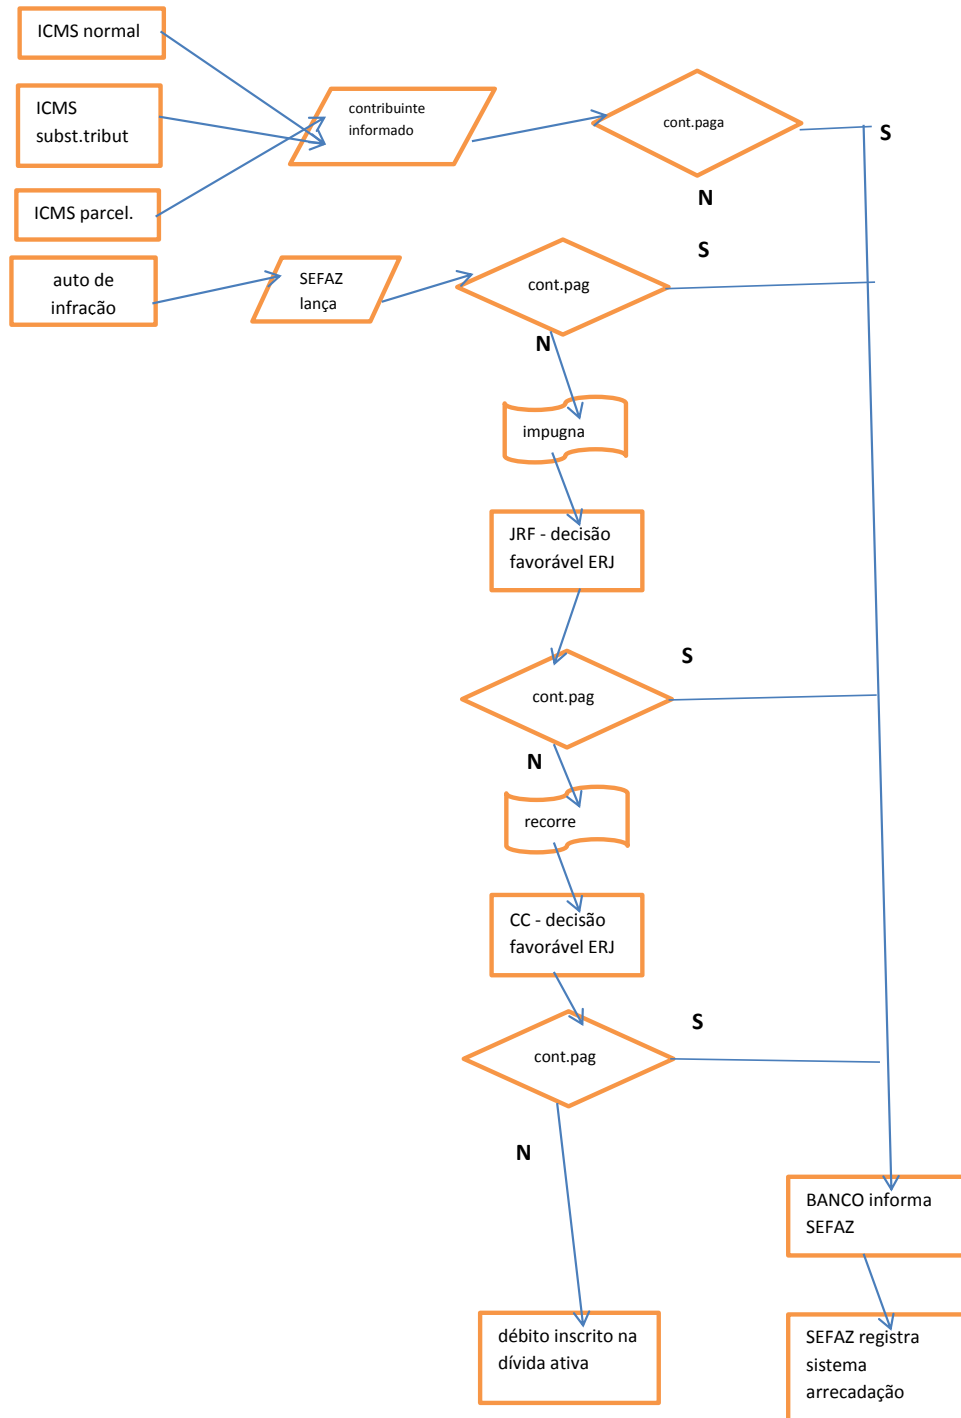 ICMS normal
ICMS
subst.tribut
ICMS parcel.
contribuinte
informado
cont.paga
S
N
auto de
infração
SEFAZ
lança
cont.pag
S
N
impugna
JRF - decisão
favorável ERJ
cont.pag
S
N
recorre
CC - decisão
favorável ERJ
cont.pag
S
N
BANCO informa
SEFAZ
débito inscrito na
dívida ativa
SEFAZ registra
sistema
arrecadação